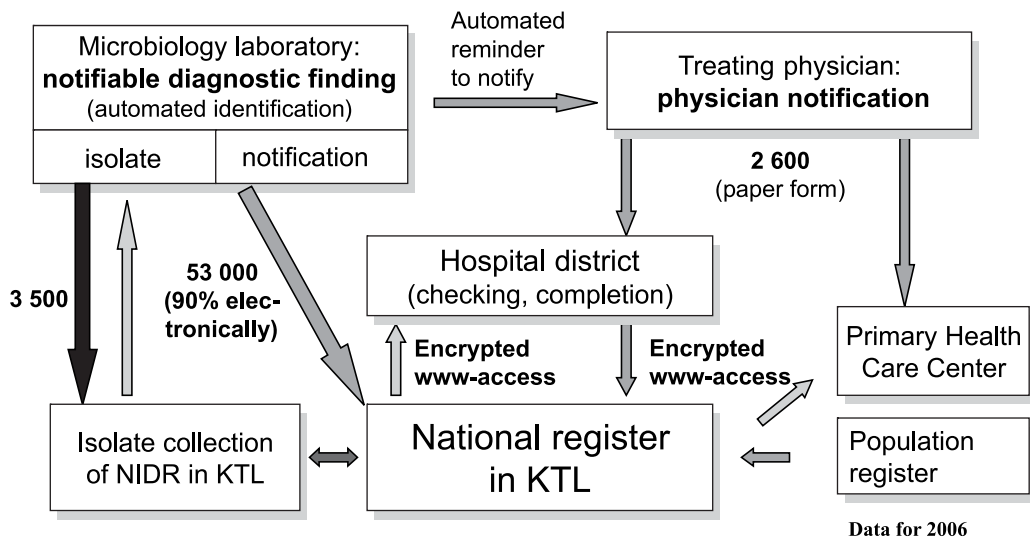 Microbiology laboratory:
notifiable diagnostic finding
(automated identification)
isolate
notification
Automated
reminder
to notify
Treating physician:
physician notification
2 600
(paper form)
3 500
53 000
(90% elec-
tronically)
Hospital district
(checking, completion)
Encrypted
www-access
Encrypted
www-access
Primary Health
Care Center
Isolate collection
of NIDR in KTL
National register
in KTL
Population
register
Data for 2006